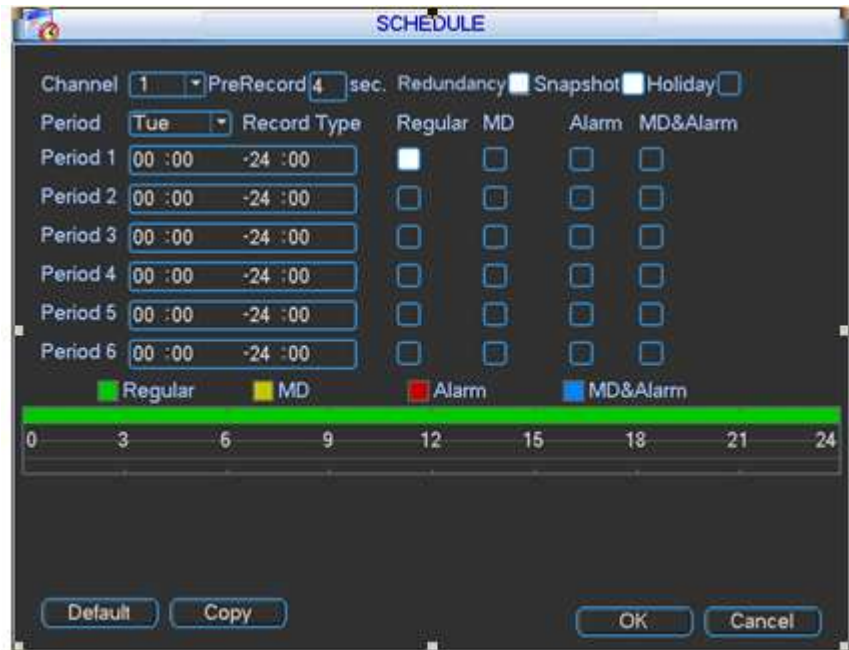 SCHEDULE
Channel 1 PreRecord 4 sec. Redundancy Snapshot Holiday
Period Tue Record Type Regular MD Alarm MD&Alarm
Period 1 00 :00 -24 :00
Period 2 00 :00 -24 :00
Period 3 00 :00 -24 :00
Period 4 00 :00 -24 :00
Period 5 00 :00 -24 :00
Period 6 00 :00 -24 :00
Regular MD Alarm MD&Alarm
0 3 6 9 12 15 18 21 24
Default Copy OK Cancel